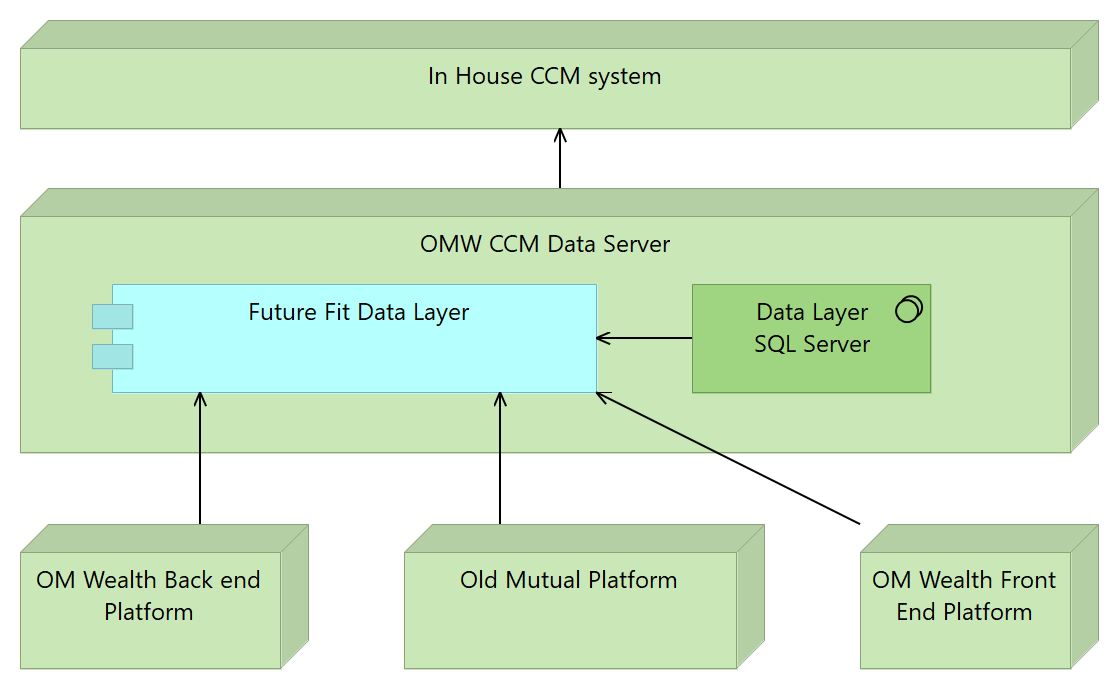 In House CCM system
OMW CCM Data Server
Future Fit Data Layer
Data Layer
SQL Server
OM Wealth Back end
Platform
Old Mutual Platform
OM Wealth Front
End Platform